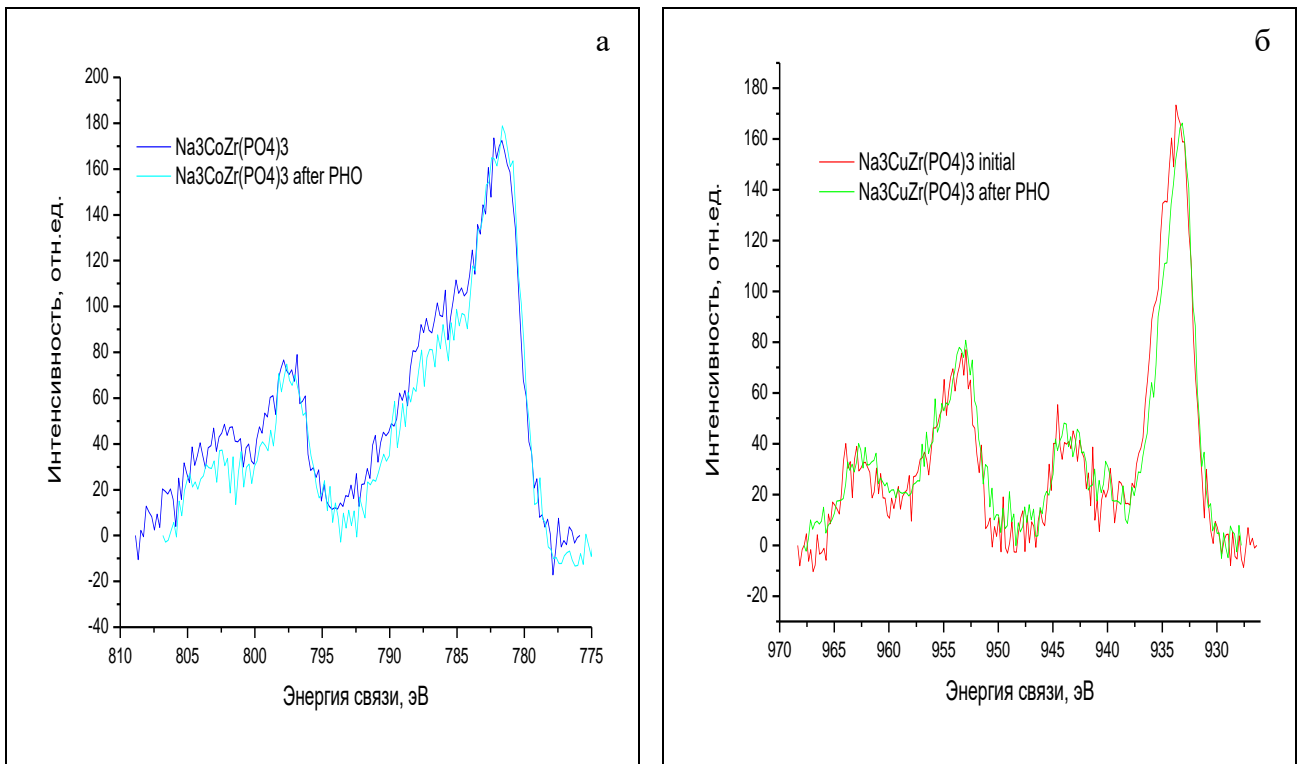 а
200
180
160
140
120
100
80
60
40
20
0
-20
-40
810 805 800 795 790 785 780 775
Интенсивность, отн.ед.
Энергия связи, эВ
Na3CoZr(PO4)3
Na3CoZr(PO4)3 after PHO
б
180
160
140
120
100
80
60
40
20
0
-20
970 965 960 955 950 945 940 935 930
Интенсивность, отн.ед.
Энергия связи, эВ
Na3CuZr(PO4)3 initial
Na3CuZr(PO4)3 after PHO